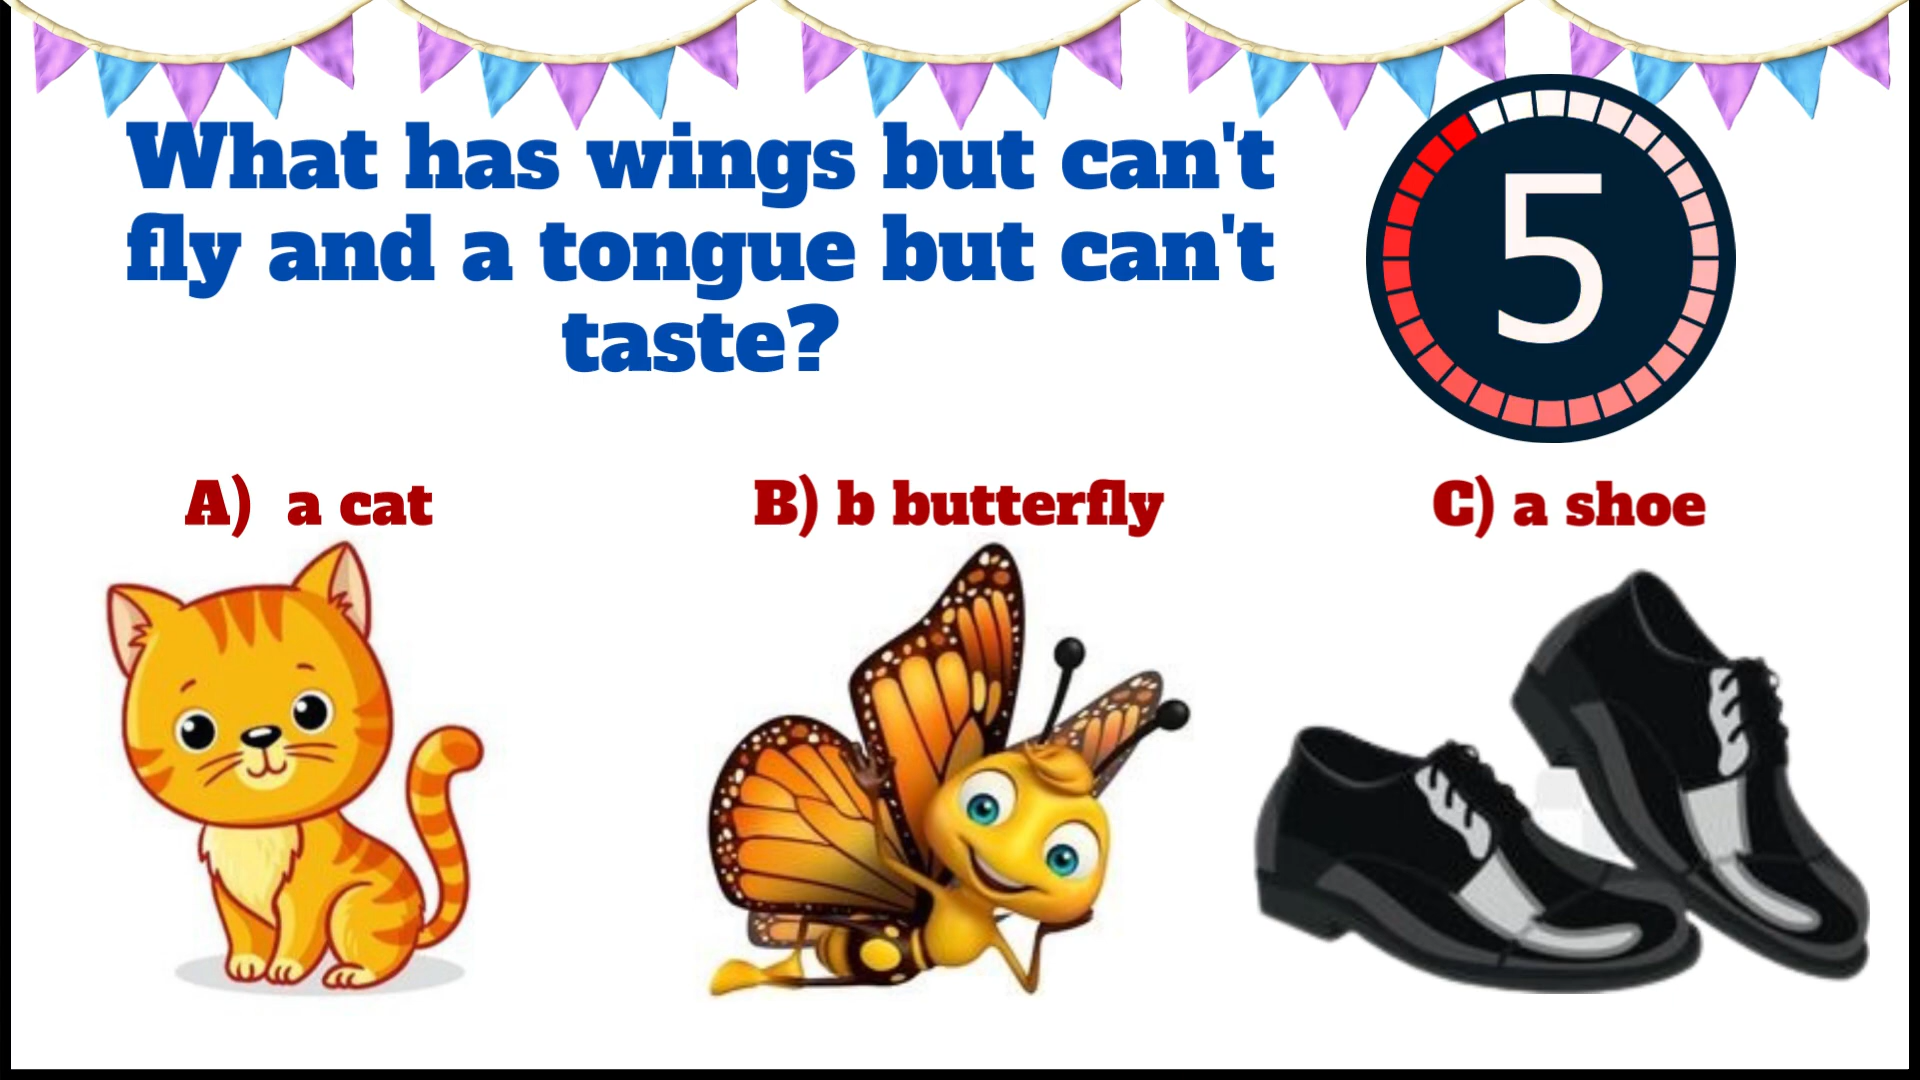 What has wings but can't
fly and a tongue but can't
taste?
5
A) a cat
B) b butterfly
C) a shoe